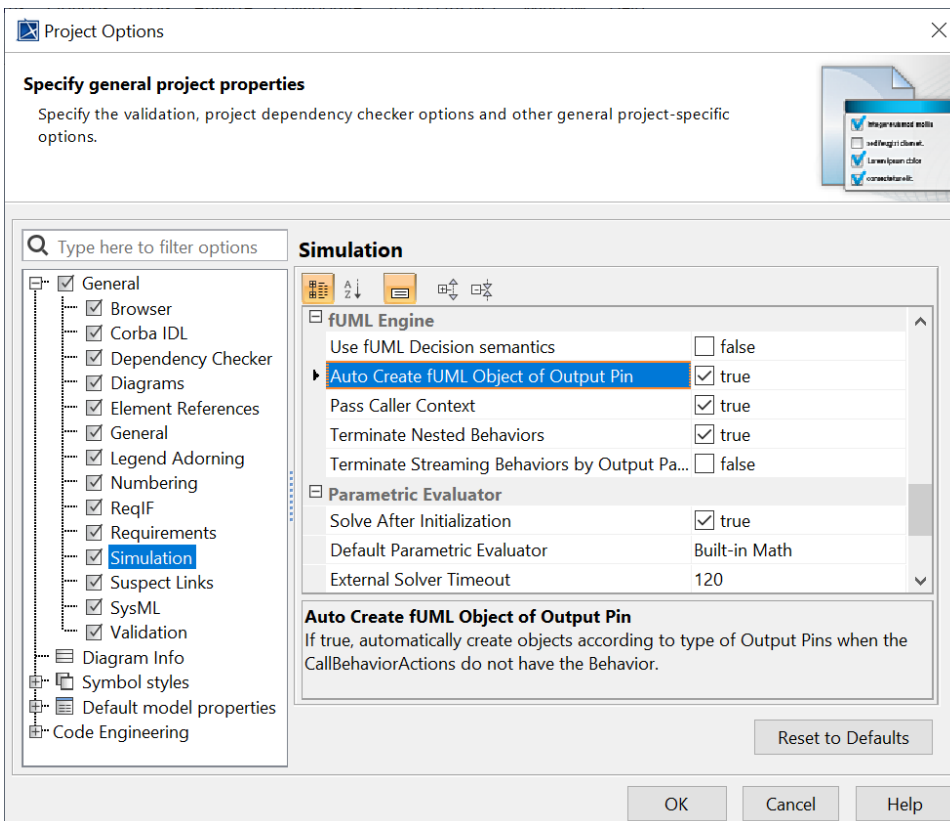 Project Options
Specify general project properties
Specify the validation, project dependency checker options and other general project-specific
options.
Type here to filter options
General
Browser
Corba IDL
Dependency Checker
Diagrams
Element References
General
Legend Adorning
Numbering
ReqIF
Requirements
Simulation
Suspect Links
SysML
Validation
Diagram Info
Symbol styles
Default model properties
Code Engineering
Simulation
fUML Engine
Use fUML Decision semantics false
Auto Create fUML Object of Output Pin true
Pass Caller Context true
Terminate Nested Behaviors true
Terminate Streaming Behaviors by Output Pa... false
Parametric Evaluator
Solve After Initialization true
Default Parametric Evaluator Built-in Math
External Solver Timeout 120
Auto Create fUML Object of Output Pin
If true, automatically create objects according to type of Output Pins when the
CallBehaviorActions do not have the Behavior.
Reset to Defaults
OK Cancel Help